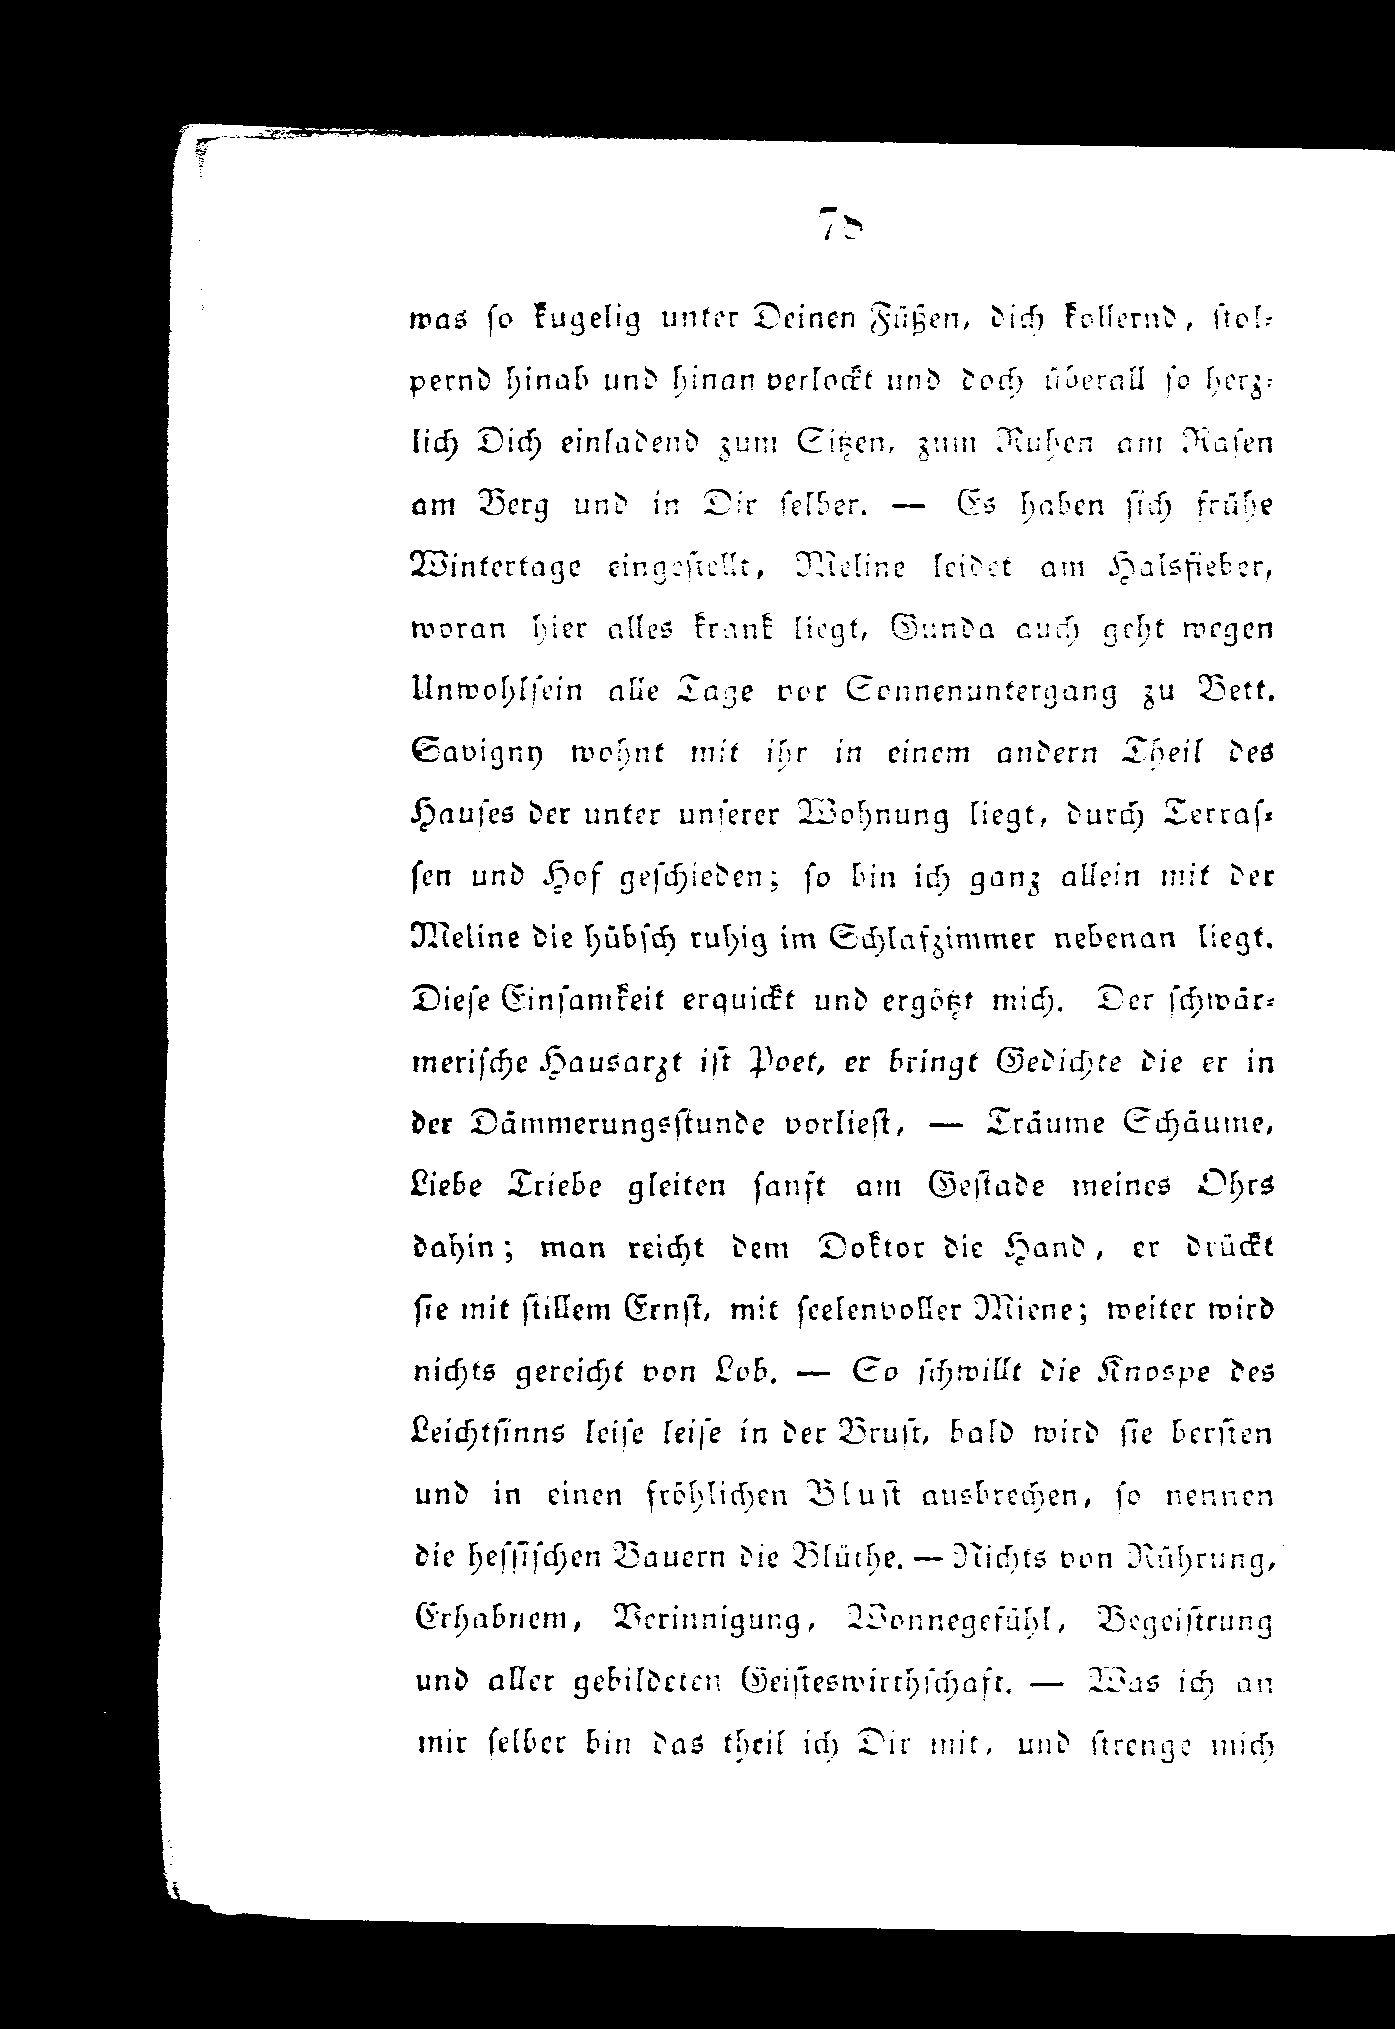 78
was ſo kugelig unter Deinen Füßen, dich kollernd, ſtol-
pernd hinab und hinan verlockt und doch überall ſo herz-
lich Dich einladend zum Sitzen, zum Ruhen am Raſen
am Berg und in Dir ſelber. — Es haben ſich frühe
Wintertage eingeſtellt, Meline leidet am Halsfieber,
woran hier alles krank liegt, Gunda auch geht wegen
Unwohlſein alle Tage vor Sonnenuntergang zu Bett.
Savigny wohnt mit ihr in einem andern Theil des
Hauſes der unter unſerer Wohnung liegt, durch Terraſ-
ſen und Hof geſchieden; ſo bin ich ganz allein mit der
Meline die hübſch ruhig im Schlafzimmer nebenan liegt.
Dieſe Einſamkeit erquickt und ergötzt mich. Der ſchwär-
meriſche Hausarzt iſt Poet, er bringt Gedichte die er in
der Dämmerungsſtunde vorlieſt, — Träume Schäume,
Liebe Triebe gleiten ſanft am Geſtade meines Ohrs
dahin; man reicht dem Doktor die Hand, er drückt
ſie mit ſtillem Ernſt, mit ſeelenvoller Miene; weiter wird
nichts gereicht von Lob. — So ſchwillt die Knospe des
Leichtſinns leiſe leiſe in der Bruſt, bald wird ſie berſten
und in einen fröhlichen Bluſt ausbrechen, ſo nennen
die heſſiſchen Bauern die Blüthe. — Nichts von Rührung,
Erhabnem, Verinnigung, Wonnegefühl, Begeiſtrung
und aller gebildeten Geiſteswirthſchaft. — Was ich an
mir ſelber bin das theil ich Dir mit, und ſtrenge mich